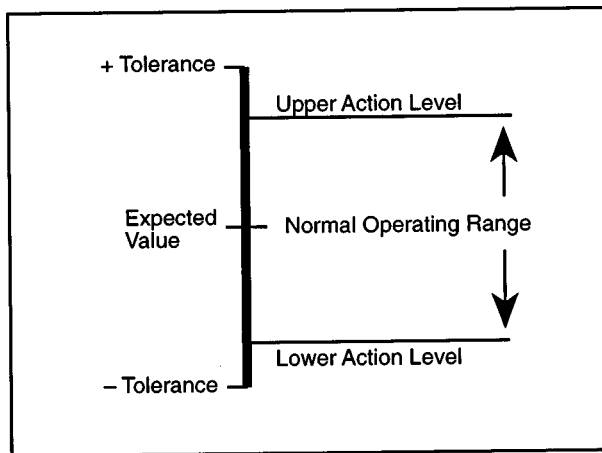 + Tolerance
Upper Action Level
Expected
Value
Normal Operating Range
Lower Action Level
– Tolerance